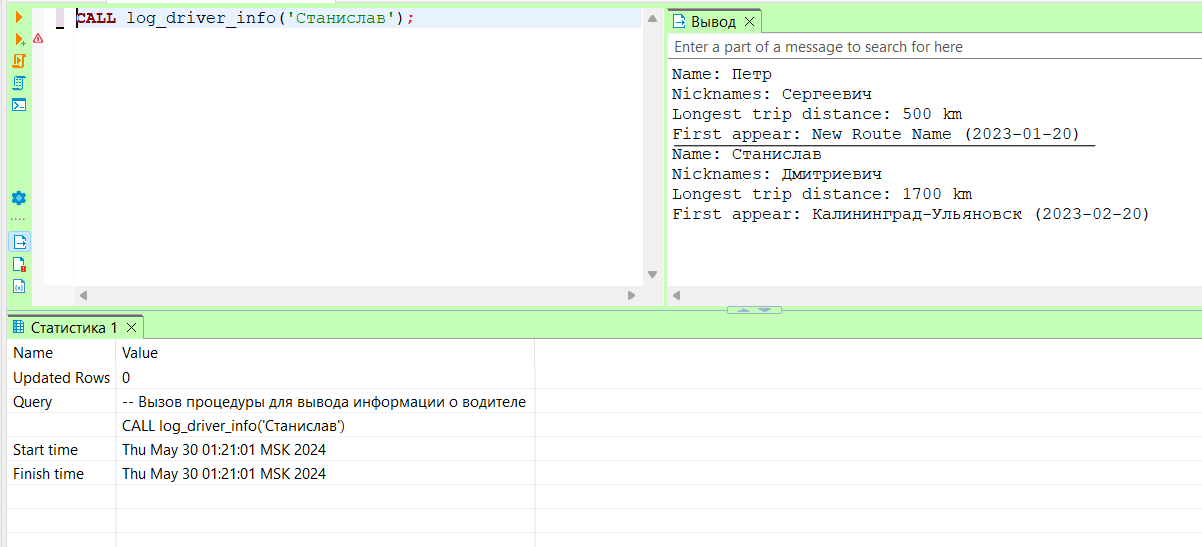 CALL log_driver_info('Станислав');
Вывод
Enter a part of a message to search for here
Name: Петр
Nicknames: Сергеевич
Longest trip distance: 500 km
First appear: New Route Name (2023-01-20)
Name: Станислав
Nicknames: Дмитриевич
Longest trip distance: 1700 km
First appear: Калининград-Ульяновск (2023-02-20)
Статистика 1
Name Value
Updated Rows 0
Query -- Вызов процедуры для вывода информации о водителе
CALL log_driver_info('Станислав')
Start time Thu May 30 01:21:01 MSK 2024
Finish time Thu May 30 01:21:01 MSK 2024